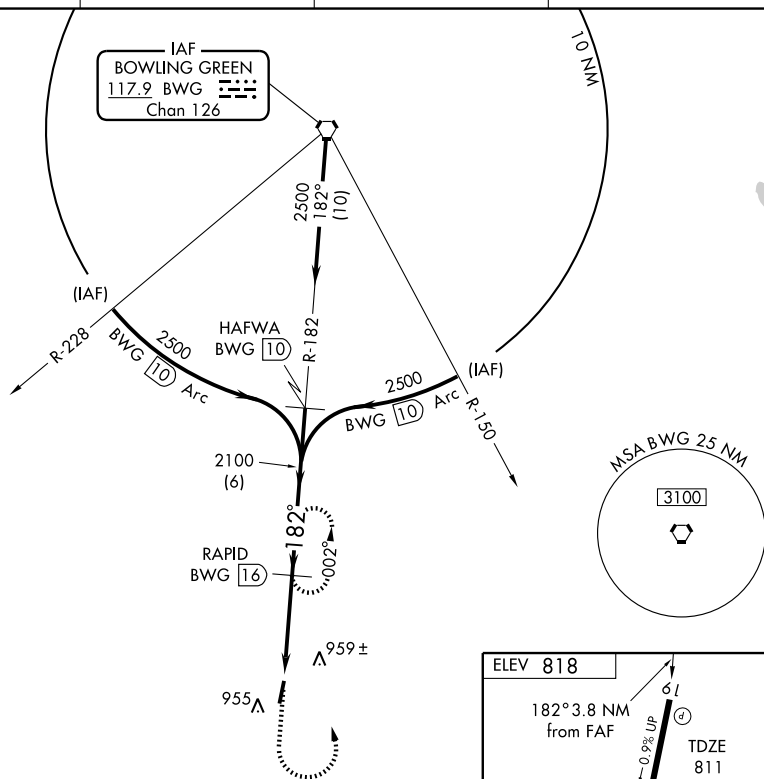 IAF
BOWLING GREEN
117.9 BWG
Chan 126
10 NM
2500
182°
(10)
(IAF)
R-228
2500
BWG 10 Arc
HAFWA
BWG 10
R-182
(IAF)
2500
BWG 10 Arc
R-150
2100
(6)
182°
002°
RAPID
BWG 16
959±
955
MSA BWG 25 NM
3100
ELEV 818
19
182° 3.8 NM
from FAF
P
0.9% UP
TDZE
811